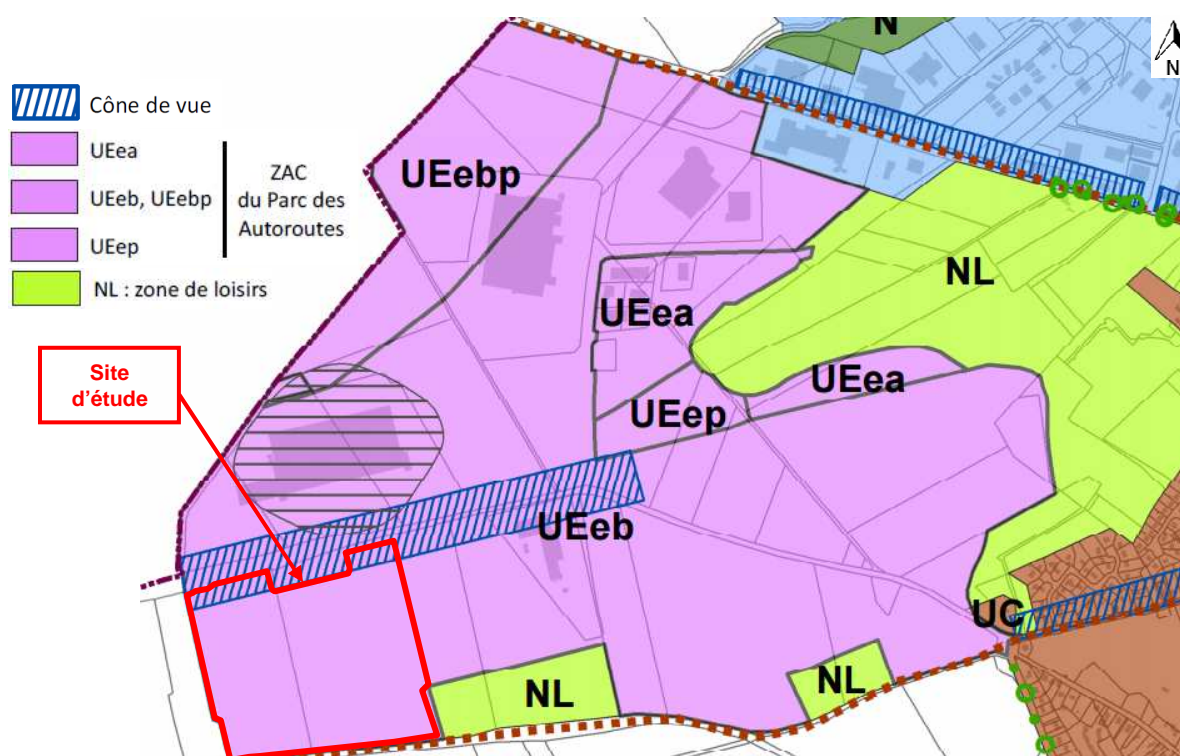 Cône de vue
UEea
UEeb, UEebp
UEep
ZAC
du Parc des
Autoroutes
NL : zone de loisirs
Site
d'étude
N
N
UEebp
NL
UEea
UEea
UEep
UEeb
UC
NL
NL